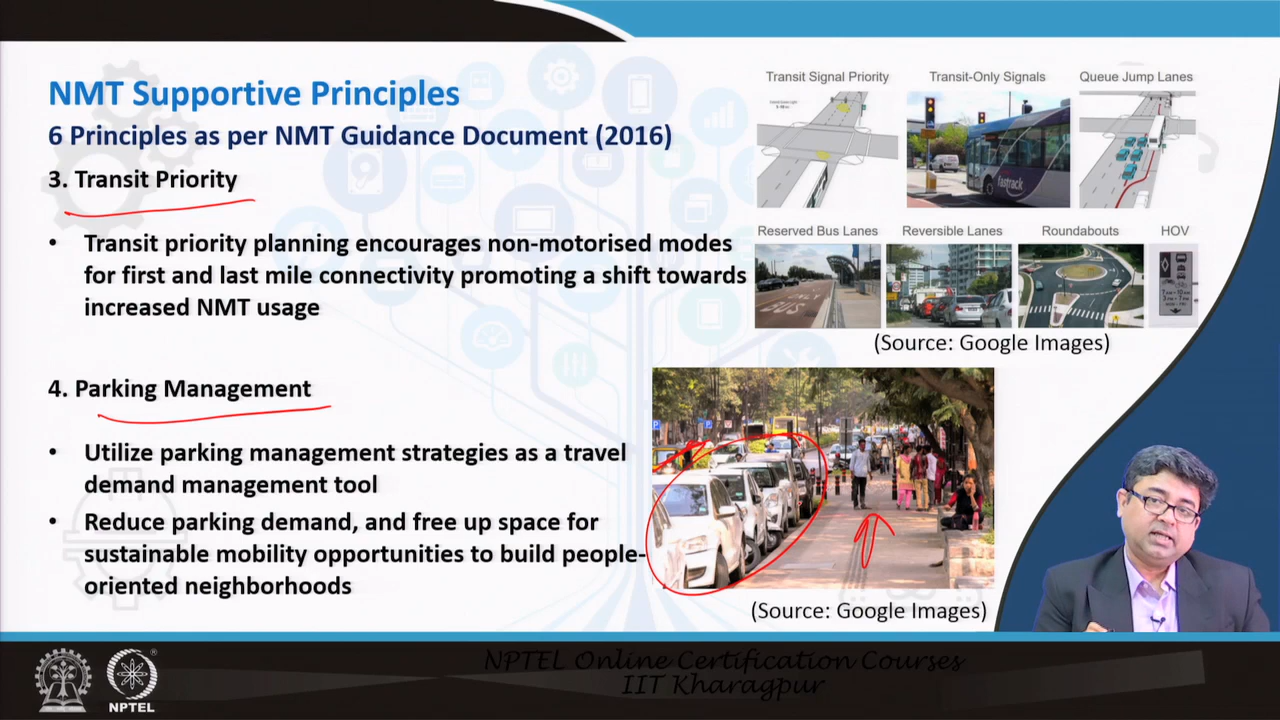 NMT Supportive Principles
6 Principles as per NMT Guidance Document (2016)
3. Transit Priority
• Transit priority planning encourages non-motorised modes
for first and last mile connectivity promoting a shift towards
increased NMT usage
4. Parking Management
• Utilize parking management strategies as a travel
demand management tool
• Reduce parking demand, and free up space for
sustainable mobility opportunities to build people-
oriented neighborhoods
Transit Signal Priority
Transit-Only Signals
Queue Jump Lanes
fastrack
Reserved Bus Lanes
Reversible Lanes
Roundabouts
HOV
BUS
(Source: Google Images)
P
P
(Source: Google Images)
NPTEL
NPTEL Online Certification Courses
IIT Kharagpur